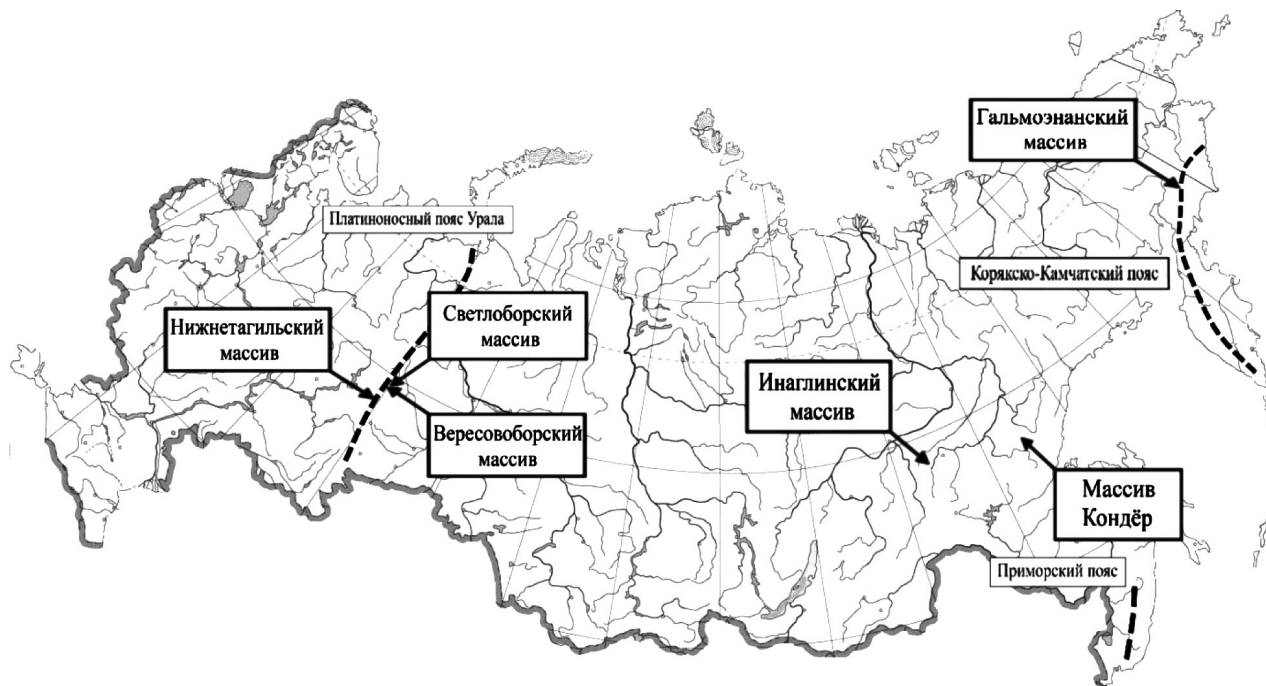 Гальмоэнанский
массив
Платиноносный пояс Урала
Корякско-Камчатский пояс
Светлоборский
массив
Нижнетагильский
массив
Инаглинский
массив
Вересовоборский
массив
Массив
Кондёр
Приморский пояс